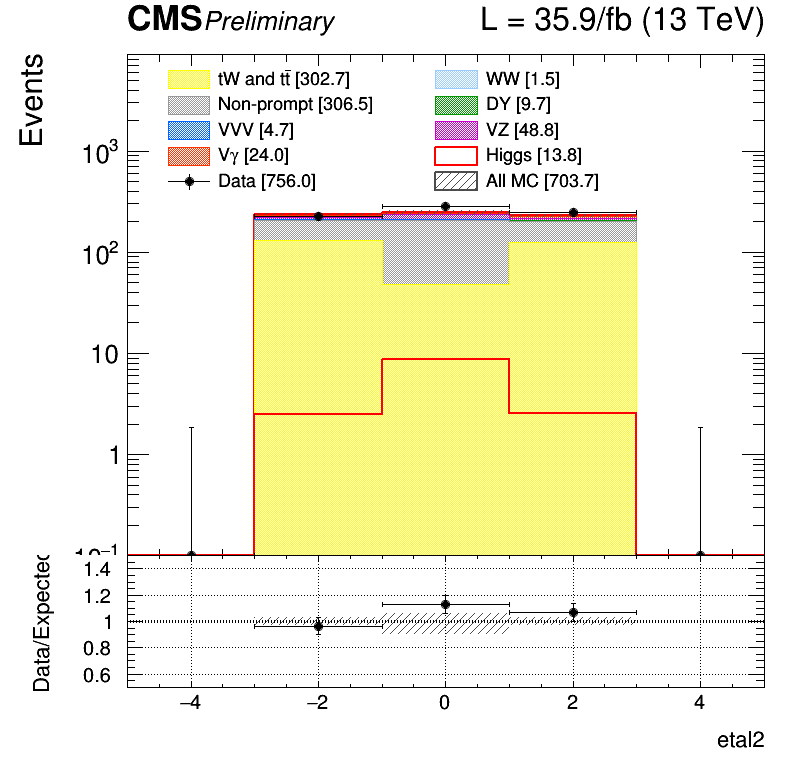 CMS Preliminary L = 35.9/fb (13 TeV)
Events
tW and tt̄ [302.7]
WW [1.5]
Non-prompt [306.5]
DY [9.7]
VVV [4.7]
VZ [48.8]
Vγ [24.0]
Higgs [13.8]
Data [756.0]
All MC [703.7]
10³
10²
10
1
10⁻¹
Data/Expected
1.4
1.2
1
0.8
0.6
−4 −2 0 2 4
etal2